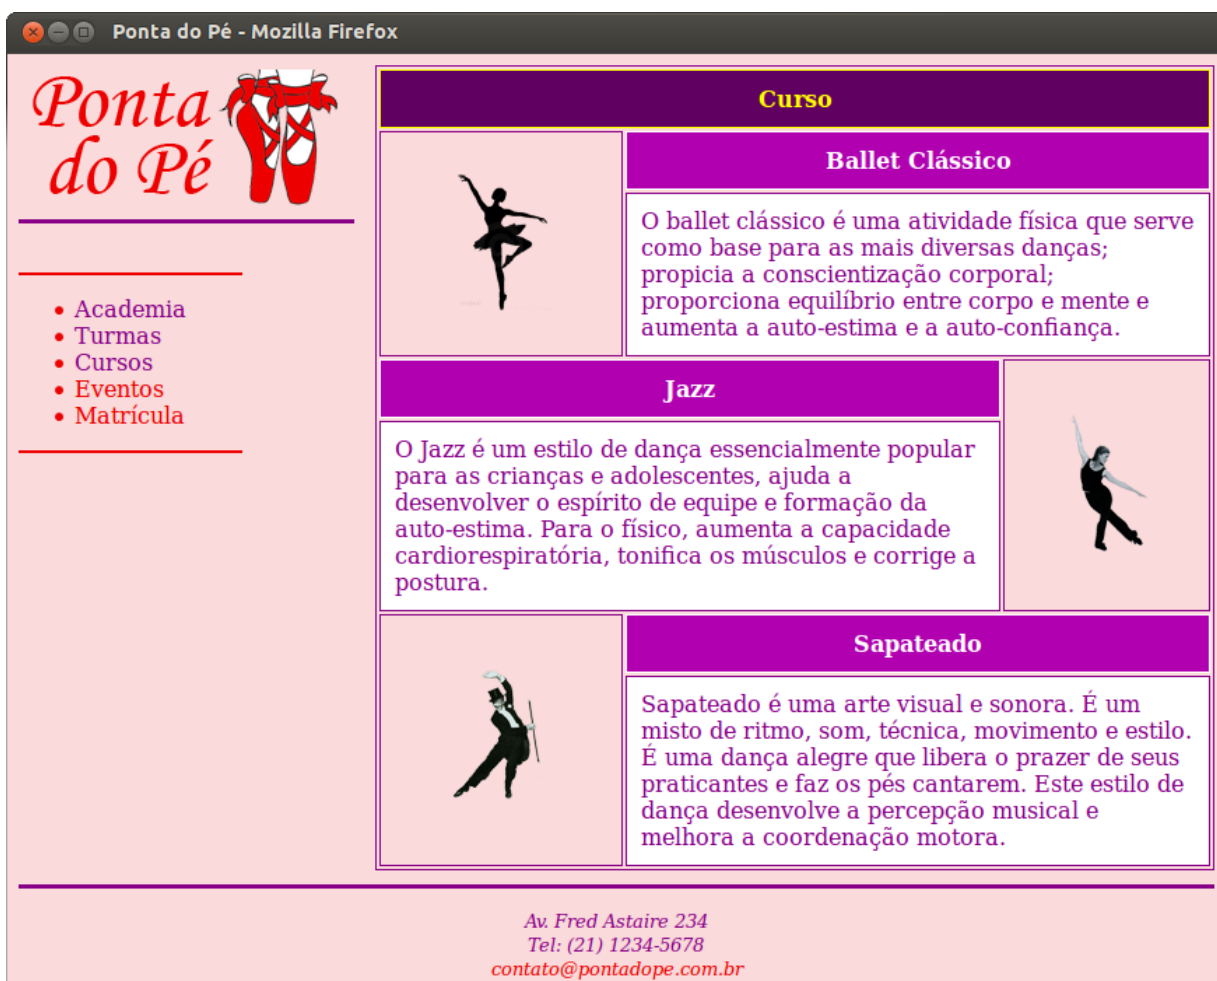 Ponta do Pé - Mozilla Firefox
Ponta
do Pé
Academia
Turmas
Cursos
Eventos
Matrícula
Curso
Ballet Clássico
O ballet clássico é uma atividade física que serve
como base para as mais diversas danças;
propicia a conscientização corporal;
proporciona equilíbrio entre corpo e mente e
aumenta a auto-estima e a auto-confiança.
Jazz
O Jazz é um estilo de dança essencialmente popular
para as crianças e adolescentes, ajuda a
desenvolver o espírito de equipe e formação da
auto-estima. Para o físico, aumenta a capacidade
cardiorespiratória, tonifica os músculos e corrige a
postura.
Sapateado
Sapateado é uma arte visual e sonora. É um
misto de ritmo, som, técnica, movimento e estilo.
É uma dança alegre que libera o prazer de seus
praticantes e faz os pés cantarem. Este estilo de
dança desenvolve a percepção musical e
melhora a coordenação motora.
Av. Fred Astaire 234
Tel: (21) 1234-5678
contato@pontadope.com.br